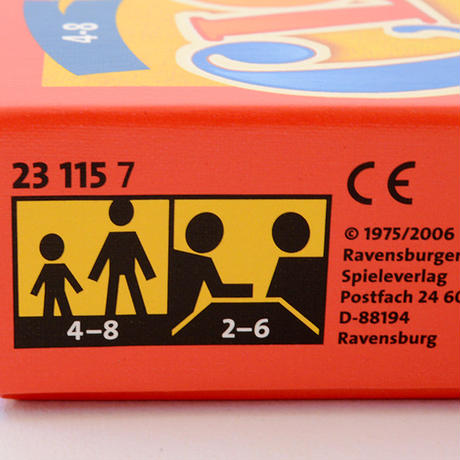 4-8
23 115 7
CE
4–8
2–6
© 1975/2006
Ravensburger
Spieleverlag
Postfach 24 60
D-88194
Ravensburg